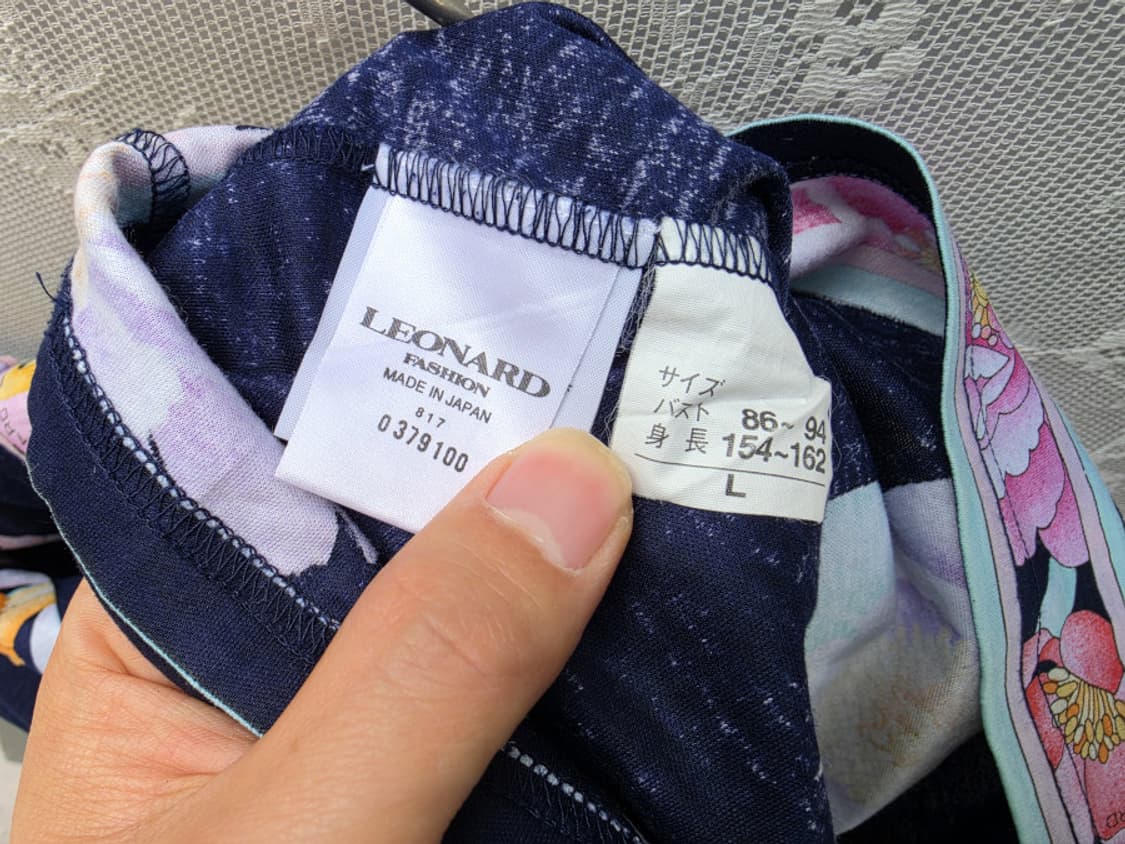 LEONARD
FASHION
MADE IN JAPAN
817
0379100
サイズ
バスト 86~94
身長 154~162
L